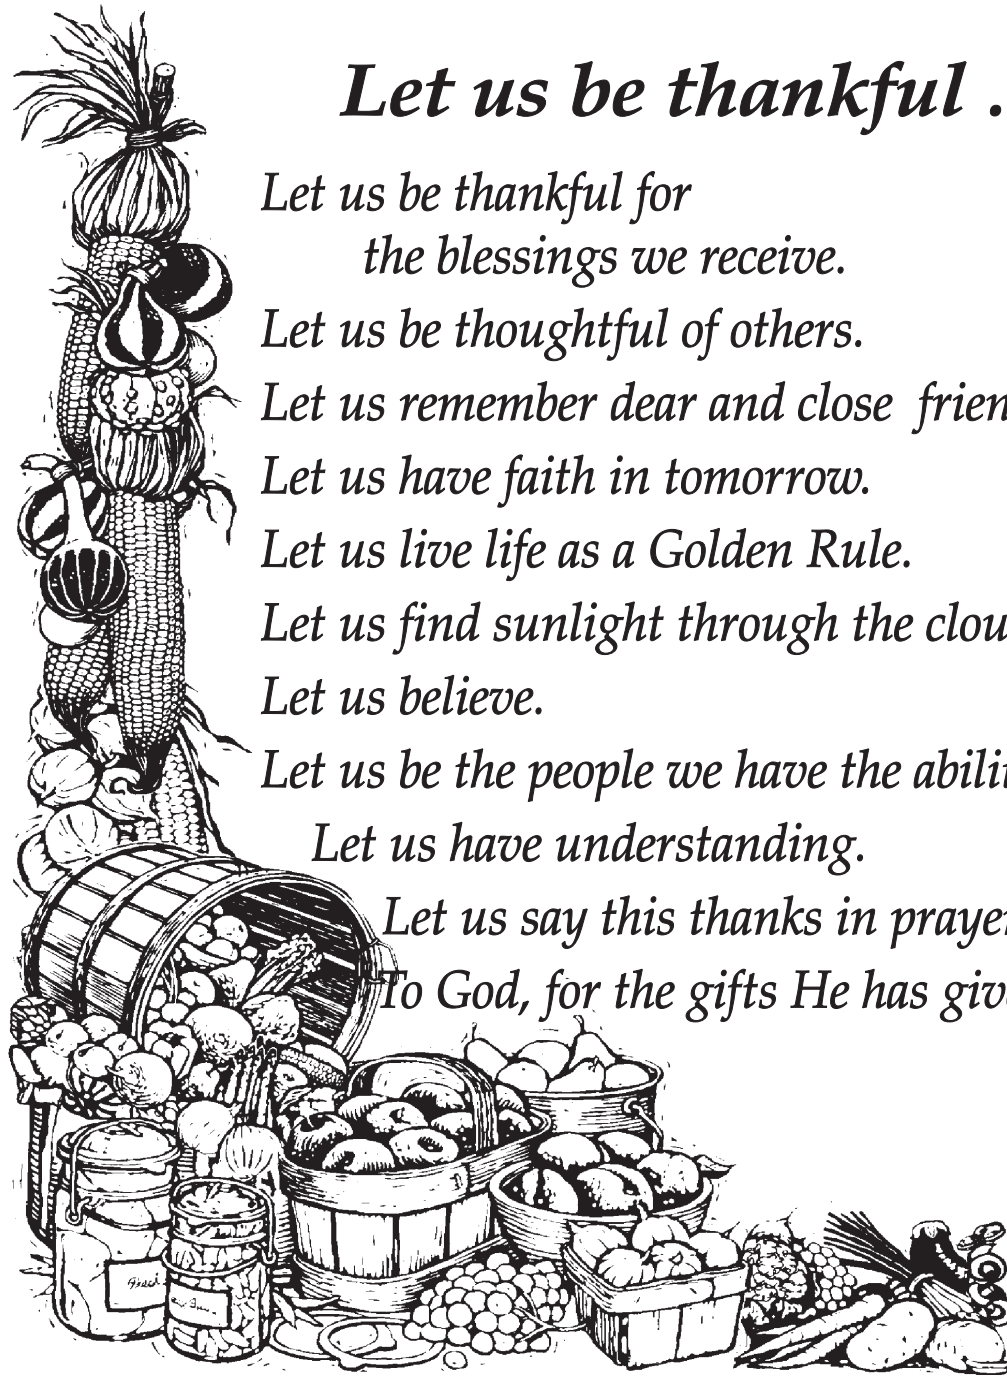 Let us be thankful .
Let us be thankful for
the blessings we receive.
Let us be thoughtful of others.
Let us remember dear and close frien
Let us have faith in tomorrow.
Let us live life as a Golden Rule.
Let us find sunlight through the clou
Let us believe.
Let us be the people we have the abili
Let us have understanding.
Let us say this thanks in praye
To God, for the gifts He has giv